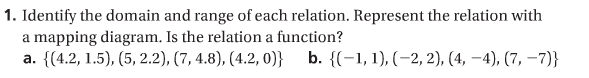 1. Identify the domain and range of each relation. Represent the relation with
a mapping diagram. Is the relation a function?
a. {(4.2, 1.5), (5, 2.2), (7, 4.8), (4.2, 0)} b. {(−1, 1), (−2, 2), (4, −4), (7, −7)}